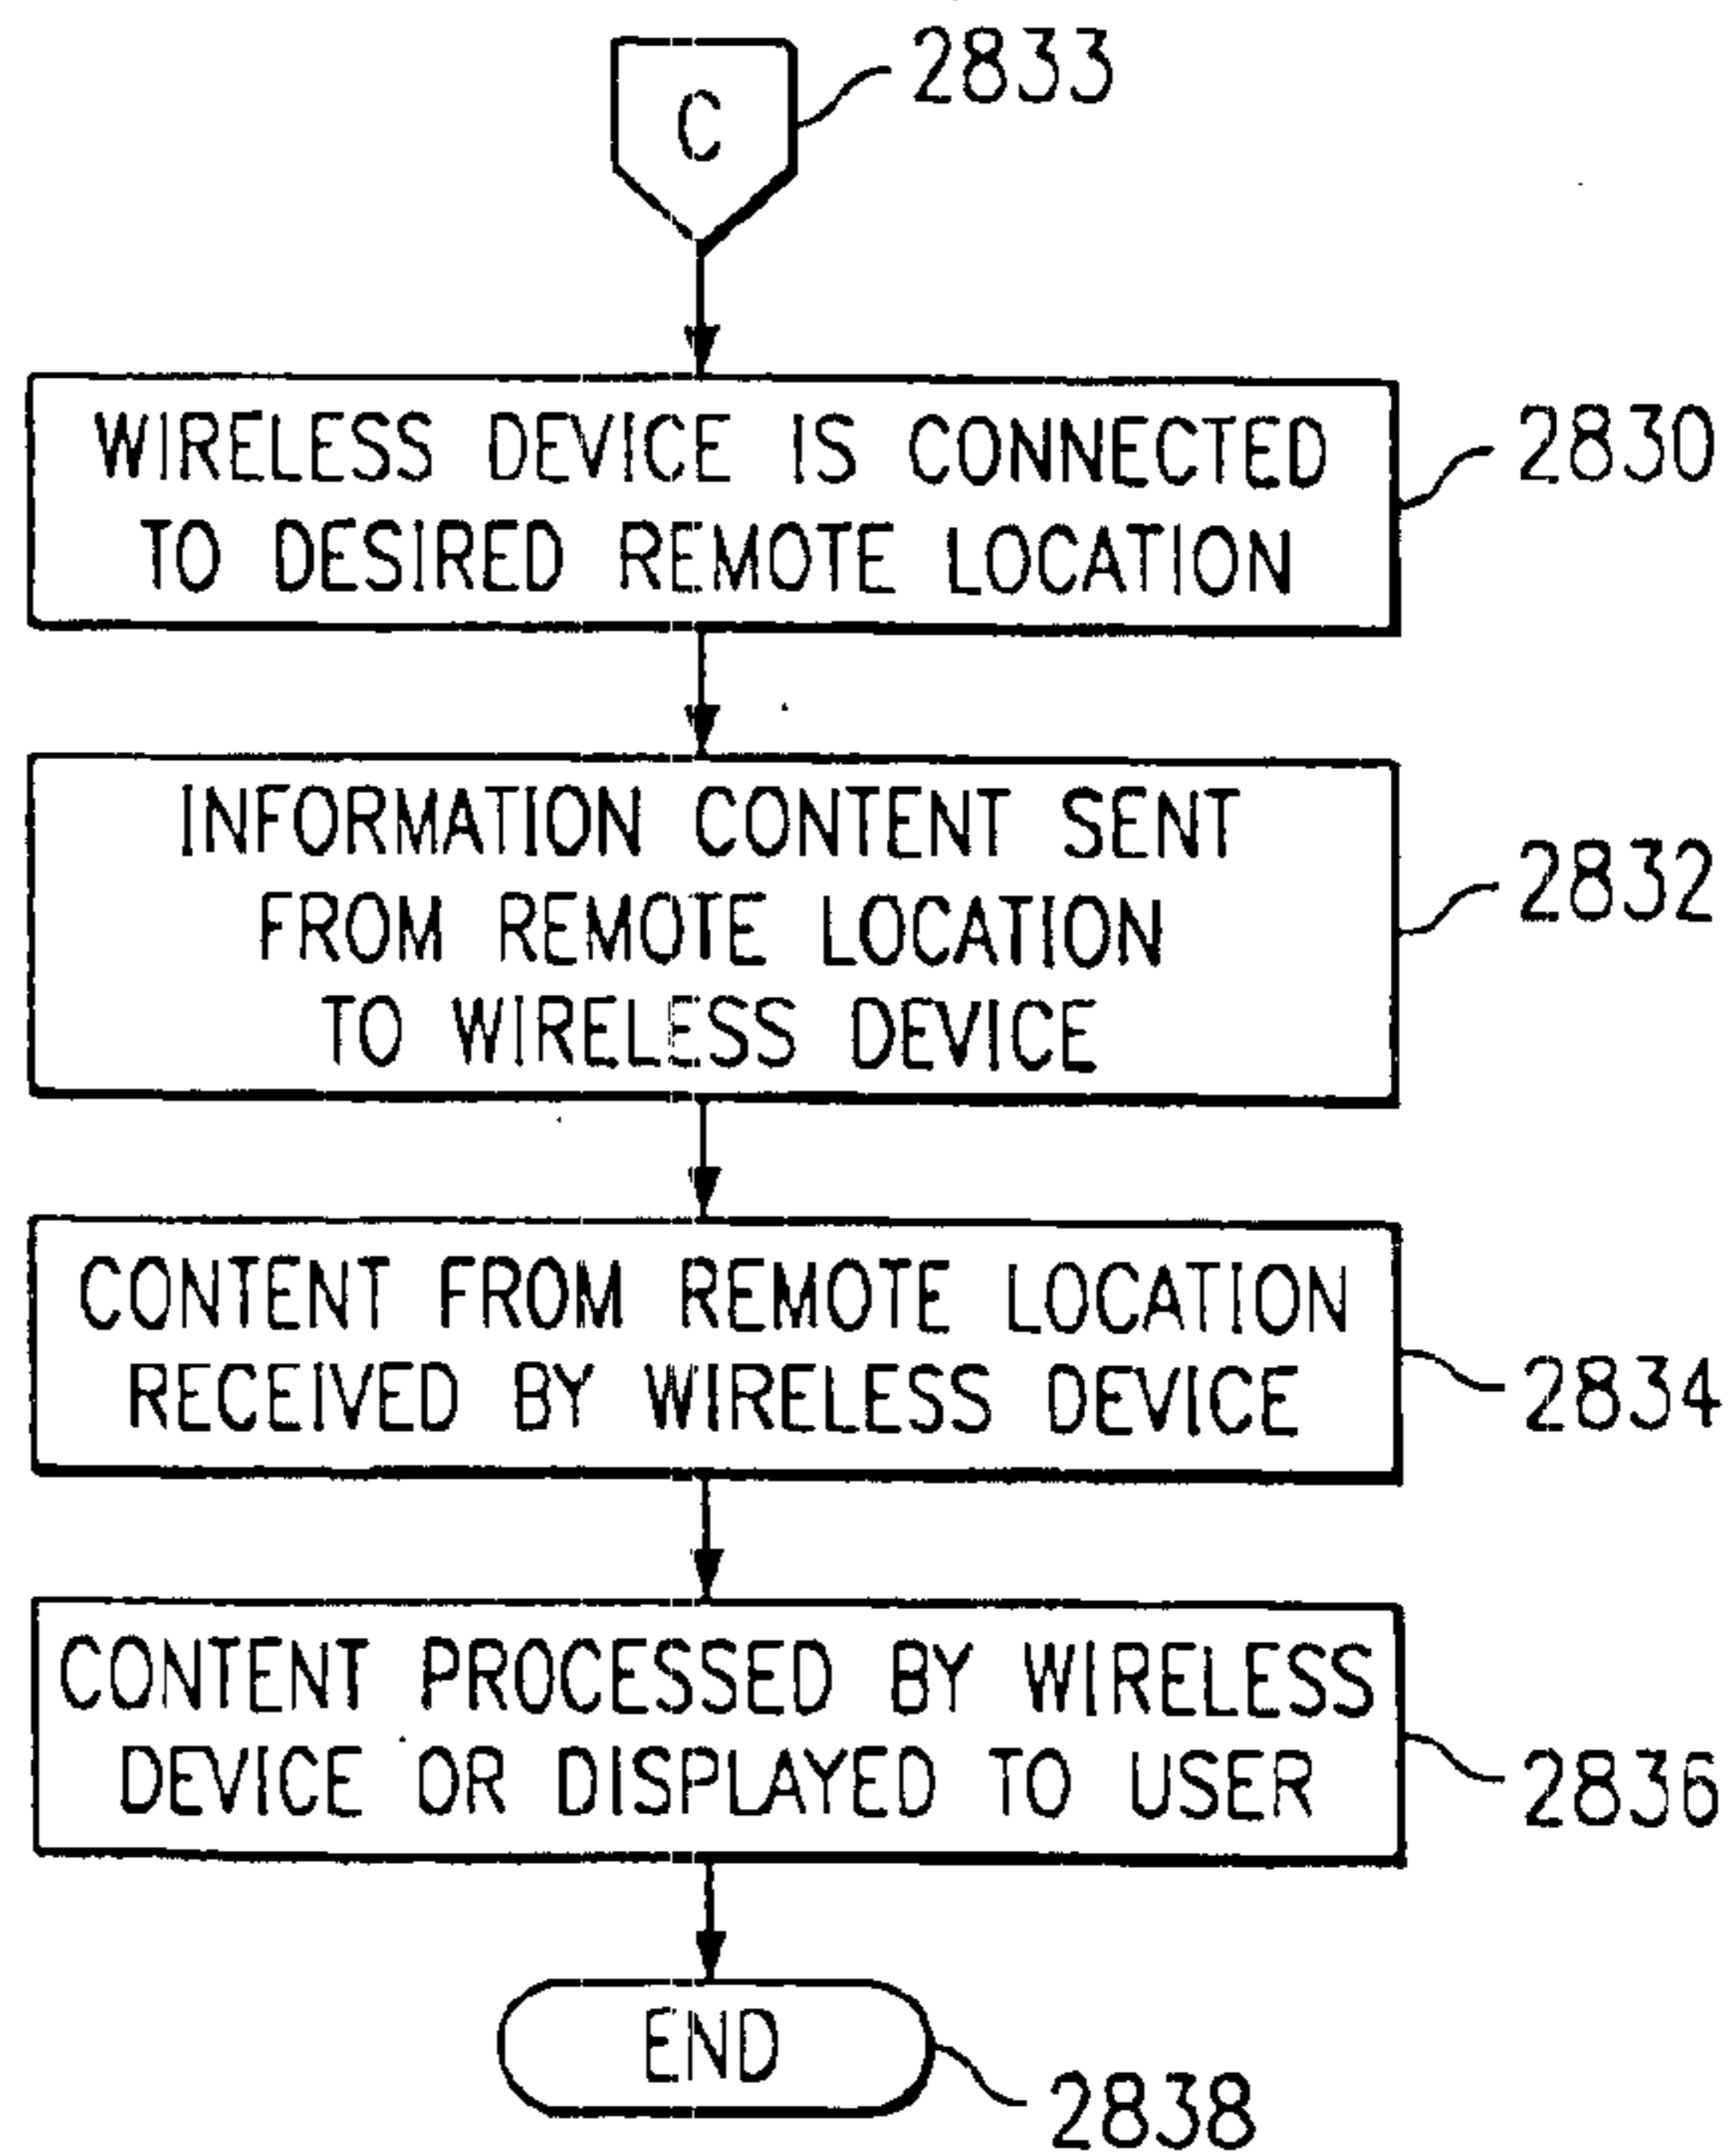 C
2833
WIRELESS DEVICE IS CONNECTED
TO DESIRED REMOTE LOCATION
2830
INFORMATION CONTENT SENT
FROM REMOTE LOCATION
TO WIRELESS DEVICE
2832
CONTENT FROM REMOTE LOCATION
RECEIVED BY WIRELESS DEVICE
2834
CONTENT PROCESSED BY WIRELESS
DEVICE OR DISPLAYED TO USER
2836
END
2838